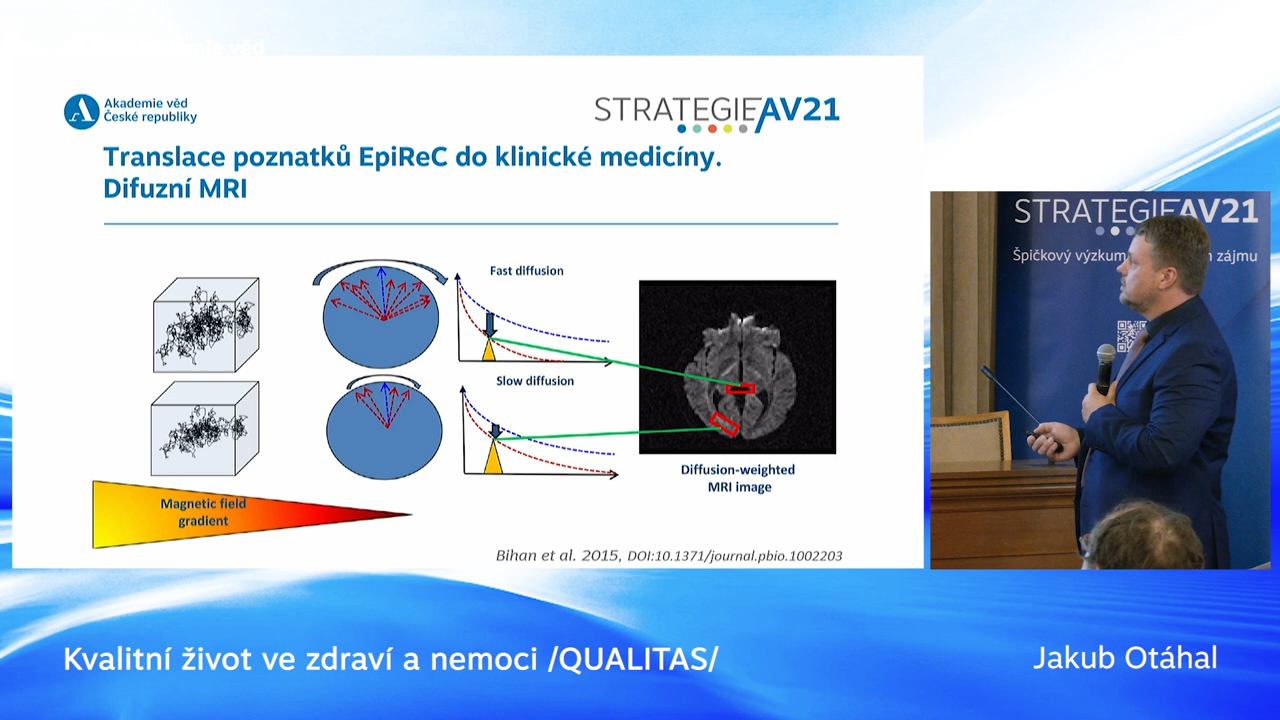 Akademie věd
České republiky
STRATEGIE AV21
Translace poznatků EpiReC do klinické medicíny.
Difuzní MRI
Fast diffusion
Slow diffusion
Magnetic field
gradient
Diffusion-weighted
MRI image
Bihan et al. 2015, DOI:10.1371/journal.pbio.1002203
STRATEGIE AV21
Špičkový výzkum zájmu
Kvalitní život ve zdraví a nemoci /QUALITAS/
Jakub Otáhal